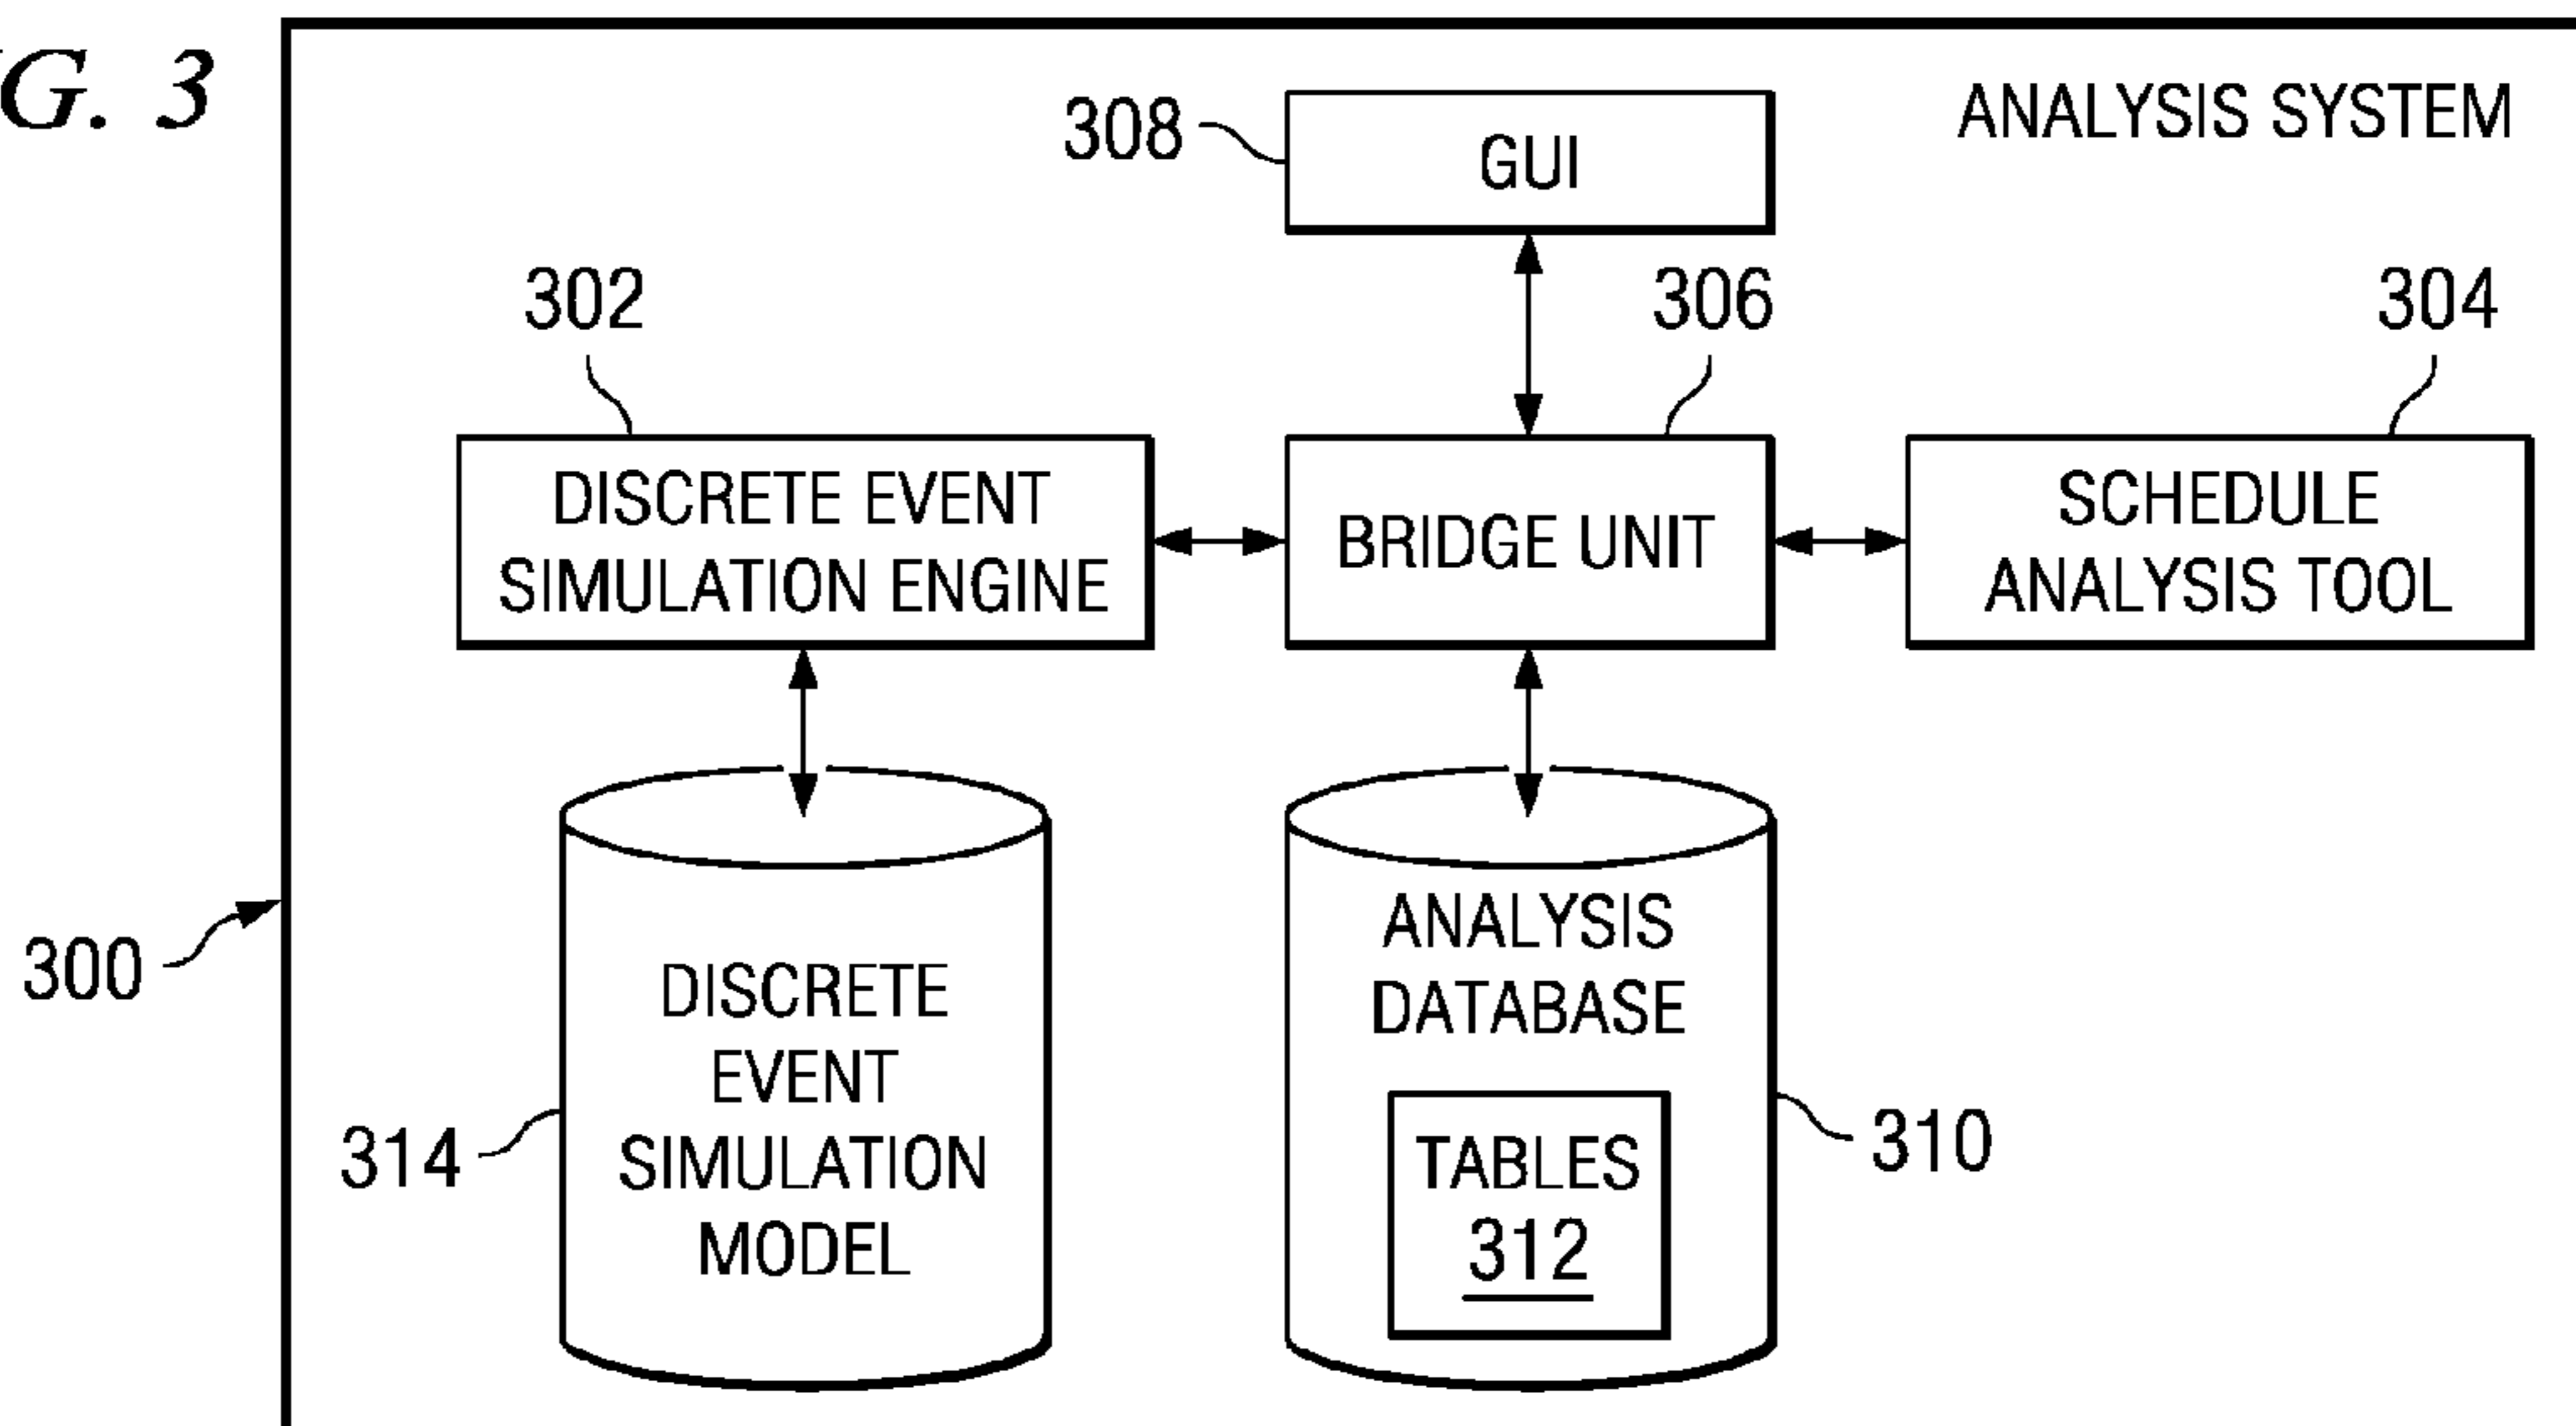 G. 3
ANALYSIS SYSTEM
308
GUI
302
306
304
DISCRETE EVENT
SIMULATION ENGINE
BRIDGE UNIT
SCHEDULE
ANALYSIS TOOL
300
314
DISCRETE
EVENT
SIMULATION
MODEL
ANALYSIS
DATABASE
TABLES
312
310